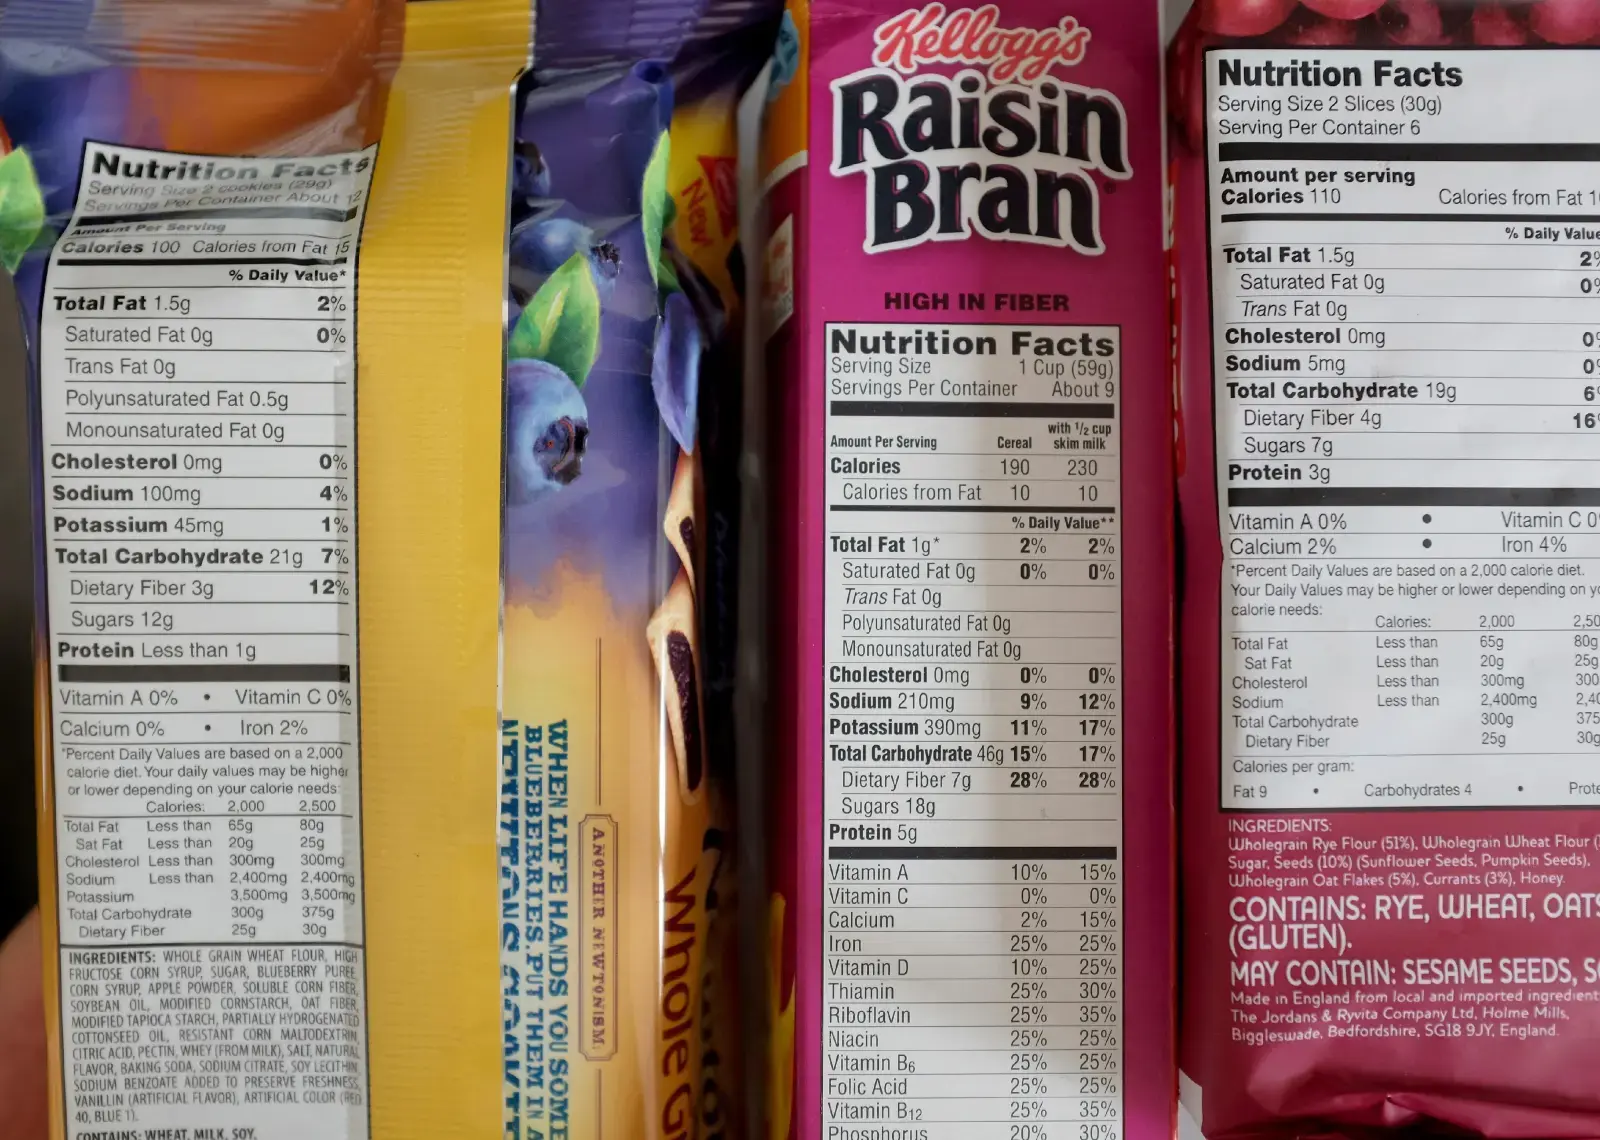 Nutrition Facts
Serving Size 2 cookies (29g)
Servings Per Container About 12
Amount Per Serving
Calories 100 Calories from Fat 15
% Daily Value*
Total Fat 1.5g 2%
Saturated Fat 0g 0%
Trans Fat 0g
Polyunsaturated Fat 0.5g
Monounsaturated Fat 0g
Cholesterol 0mg 0%
Sodium 100mg 4%
Potassium 45mg 1%
Total Carbohydrate 21g 7%
Dietary Fiber 3g 12%
Sugars 12g
Protein Less than 1g
Vitamin A 0% • Vitamin C 0%
Calcium 0% • Iron 2%
*Percent Daily Values are based on a 2,000
calorie diet. Your daily values may be higher
or lower depending on your calorie needs:
Calories: 2,000 2,500
Total Fat Less than 65g 80g
Sat Fat Less than 20g 25g
Cholesterol Less than 300mg 300mg
Sodium Less than 2,400mg 2,400mg
Potassium 3,500mg 3,500mg
Total Carbohydrate 300g 375g
Dietary Fiber 25g 30g
INGREDIENTS: WHOLE GRAIN WHEAT FLOUR, HIGH
FRUCTOSE CORN SYRUP, SUGAR, BLUEBERRY PUREE,
CORN SYRUP, APPLE POWDER, SOLUBLE CORN FIBER,
SOYBEAN OIL, MODIFIED CORNSTARCH, OAT FIBER,
MODIFIED TAPIOCA STARCH, PARTIALLY HYDROGENATED
COTTONSEED OIL, RESISTANT CORN MALTODEXTRIN,
CITRIC ACID, PECTIN, WHEY (FROM MILK), SALT, NATURAL
FLAVOR, BAKING SODA, SODIUM CITRATE, SOY LECITHIN,
SODIUM BENZOATE ADDED TO PRESERVE FRESHNESS,
VANILLIN (ARTIFICIAL FLAVOR), ARTIFICIAL COLOR (RED
40, BLUE 1).
CONTAINS: WHEAT, MILK, SOY.
New
WHEN LIFE HANDS YOU SOME
BLUEBERRIES, PUT THEM IN A
ANOTHER NEWTONISM.
Whole G
Kellogg's
Raisin
Bran
HIGH IN FIBER
Nutrition Facts
Serving Size 1 Cup (59g)
Servings Per Container About 9
Amount Per Serving Cereal with 1/2 cup skim milk
Calories 190 230
Calories from Fat 10 10
% Daily Value**
Total Fat 1g* 2% 2%
Saturated Fat 0g 0% 0%
Trans Fat 0g
Polyunsaturated Fat 0g
Monounsaturated Fat 0g
Cholesterol 0mg 0% 0%
Sodium 210mg 9% 12%
Potassium 390mg 11% 17%
Total Carbohydrate 46g 15% 17%
Dietary Fiber 7g 28% 28%
Sugars 18g
Protein 5g
Vitamin A 10% 15%
Vitamin C 0% 0%
Calcium 2% 15%
Iron 25% 25%
Vitamin D 10% 25%
Thiamin 25% 30%
Riboflavin 25% 35%
Niacin 25% 25%
Vitamin B6 25% 25%
Folic Acid 25% 25%
Vitamin B12 25% 35%
Phosphorus 20% 30%
Nutrition Facts
Serving Size 2 Slices (30g)
Serving Per Container 6
Amount per serving
Calories 110 Calories from Fat 1
% Daily Value
Total Fat 1.5g 2%
Saturated Fat 0g 0%
Trans Fat 0g
Cholesterol 0mg 0%
Sodium 5mg 0%
Total Carbohydrate 19g 6
Dietary Fiber 4g 16
Sugars 7g
Protein 3g
Vitamin A 0% • Vitamin C 0
Calcium 2% • Iron 4%
*Percent Daily Values are based on a 2,000 calorie diet.
Your Daily Values may be higher or lower depending on yo
calorie needs:
Calories: 2,000 2,50
Total Fat Less than 65g 80g
Sat Fat Less than 20g 25g
Cholesterol Less than 300mg 300
Sodium Less than 2,400mg 2,40
Total Carbohydrate 300g 375
Dietary Fiber 25g 30g
Calories per gram:
Fat 9 • Carbohydrates 4 • Prote
INGREDIENTS:
Wholegrain Rye Flour (51%), Wholegrain Wheat Flour (
Sugar, Seeds (10%) (Sunflower Seeds, Pumpkin Seeds),
Wholegrain Oat Flakes (5%), Currants (3%), Honey.
CONTAINS: RYE, WHEAT, OATS
(GLUTEN).
MAY CONTAIN: SESAME SEEDS, SO
Made in England from local and imported ingredient
The Jordans & Ryvita Company Ltd, Holme Mills,
Biggleswade, Bedfordshire, SG18 9JY, England.